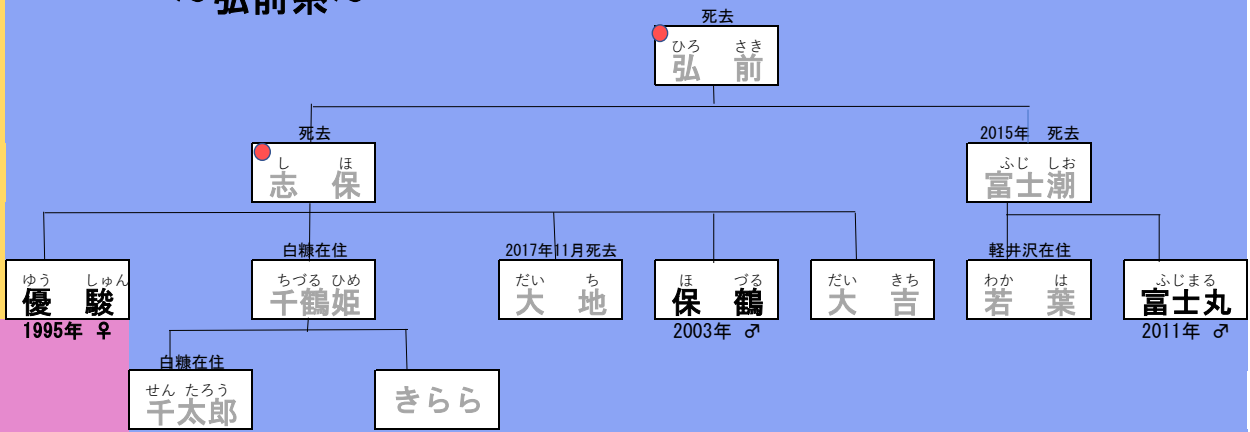 ～弘前系～
死去
ひろ さき
弘 前
死去
し ほ
志 保
2015年 死去
ふじ しお
富士潮
ゆう しゅん
優 駿
1995年 ♀
白糠在住
ちづる ひめ
千鶴姫
2017年11月死去
だい ち
大 地
ほ づる
保 鶴
2003年 ♂
だい きち
大 吉
軽井沢在住
わか は
若 葉
ふじまる
富士丸
2011年 ♂
白糠在住
せん たろう
千太郎
きらら